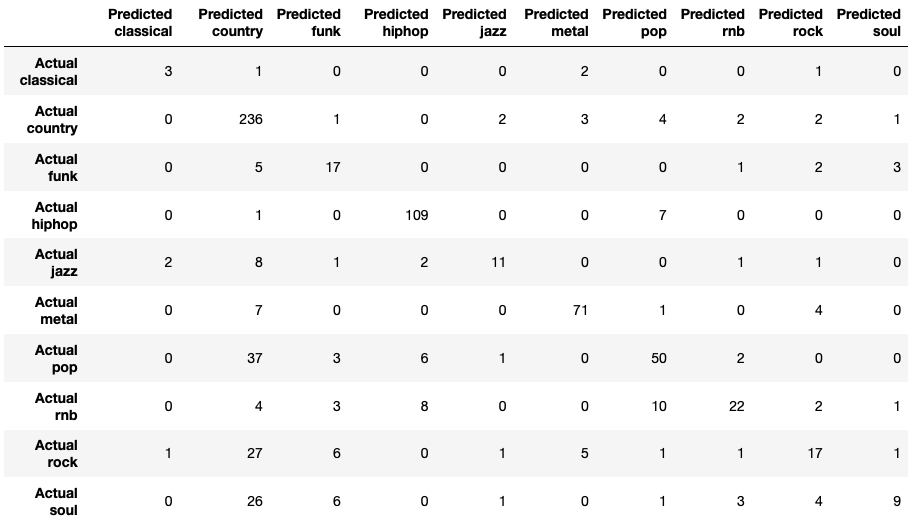 Predicted Predicted Predicted Predicted Predicted Predicted Predicted Predicted Predicted Predicted
classical country funk hiphop jazz metal pop rnb rock soul
Actual
classical 3 1 0 0 0 2 0 0 1 0
Actual
country 0 236 1 0 2 3 4 2 2 1
Actual
funk 0 5 17 0 0 0 0 1 2 3
Actual
hiphop 0 1 0 109 0 0 7 0 0 0
Actual
jazz 2 8 1 2 11 0 0 1 1 0
Actual
metal 0 7 0 0 0 71 1 0 4 0
Actual
pop 0 37 3 6 1 0 50 2 0 0
Actual
rnb 0 4 3 8 0 0 10 22 2 1
Actual
rock 1 27 6 0 1 5 1 1 17 1
Actual
soul 0 26 6 0 1 0 1 3 4 9